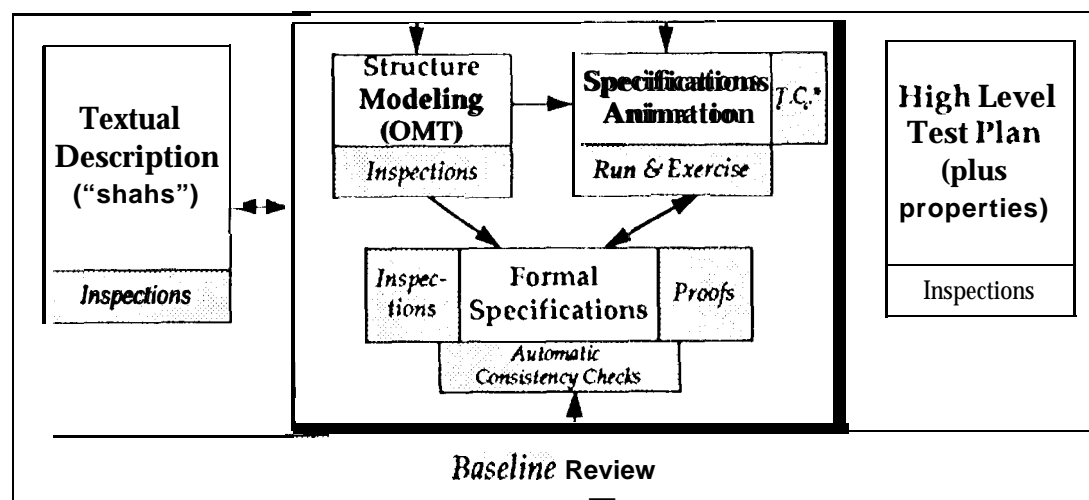 Textual
Description
(“shahs”)
Inspections
Structure
Modeling
(OMT)
Inspections
Specifications
Animation
T.C.*
Run & Exercise
Inspec-
tions
Formal
Specifications
Proofs
Automatic
Consistency Checks
High Level
Test Plan
(plus
properties)
Inspections
Baseline Review